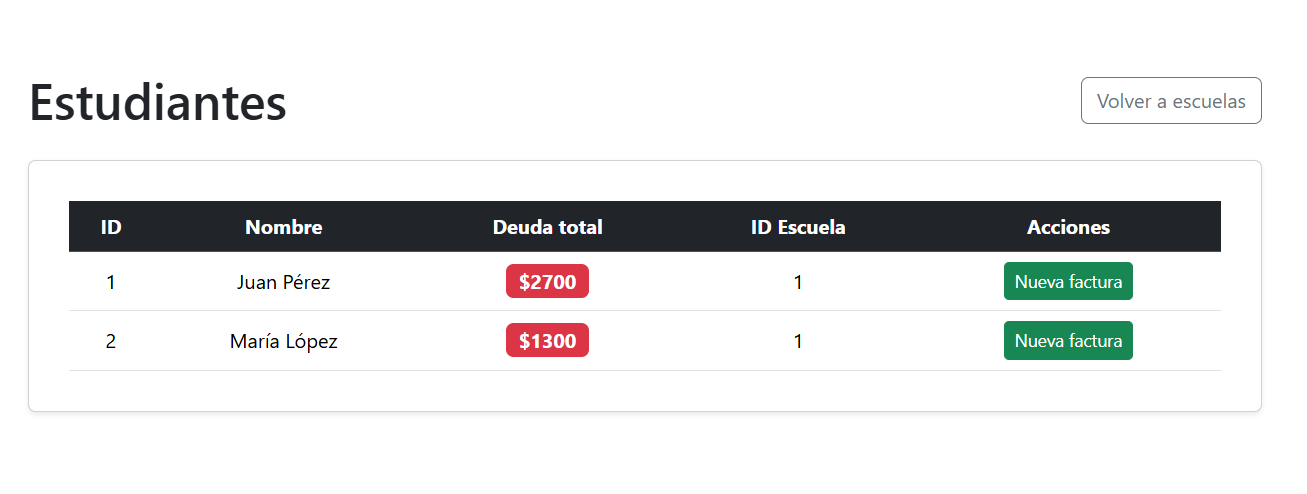 Estudiantes
Volver a escuelas
ID Nombre Deuda total ID Escuela Acciones
1 Juan Pérez $2700 1 Nueva factura
2 María López $1300 1 Nueva factura